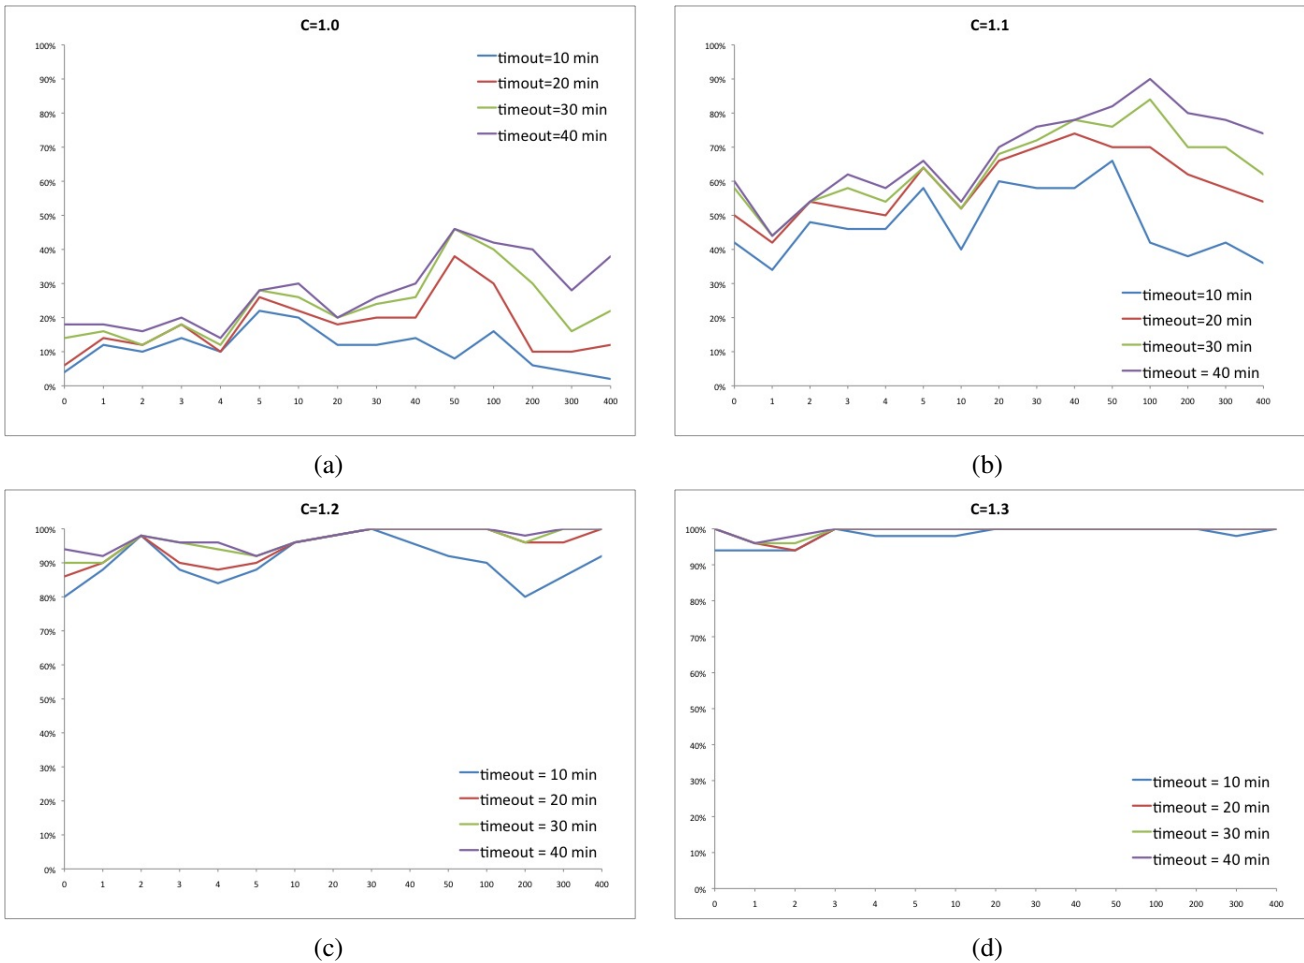 C=1.0
100%
90%
80%
70%
60%
50%
40%
30%
20%
10%
0%
0 1 2 3 4 5 10 20 30 40 50 100 200 300 400
timout=10 min
timout=20 min
timeout=30 min
timeout=40 min
(a)
C=1.1
100%
90%
80%
70%
60%
50%
40%
30%
20%
10%
0%
0 1 2 3 4 5 10 20 30 40 50 100 200 300 400
timeout=10 min
timeout=20 min
timeout=30 min
timeout = 40 min
(b)
C=1.2
100%
90%
80%
70%
60%
50%
40%
30%
20%
10%
0%
0 1 2 3 4 5 10 20 30 40 50 100 200 300 400
timeout = 10 min
timeout = 20 min
timeout = 30 min
timeout = 40 min
(c)
C=1.3
100%
90%
80%
70%
60%
50%
40%
30%
20%
10%
0%
0 1 2 3 4 5 10 20 30 40 50 100 200 300 400
timeout = 10 min
timeout = 20 min
timeout = 30 min
timeout = 40 min
(d)